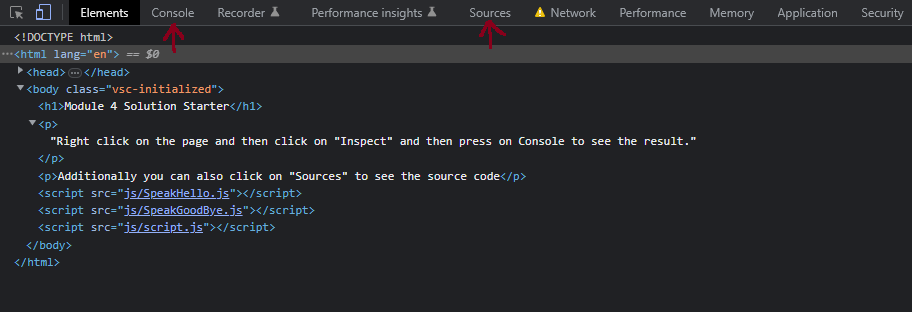 Elements Console Recorder Performance insights Sources Network Performance Memory Application Security
<!DOCTYPE html>
···<html lang="en"> == $0
<head>…</head>
<body class="vsc-initialized">
<h1>Module 4 Solution Starter</h1>
<p>
"Right click on the page and then click on "Inspect" and then press on Console to see the result."
</p>
<p>Additionally you can also click on "Sources" to see the source code</p>
<script src="js/SpeakHello.js"></script>
<script src="js/SpeakGoodBye.js"></script>
<script src="js/script.js"></script>
</body>
</html>